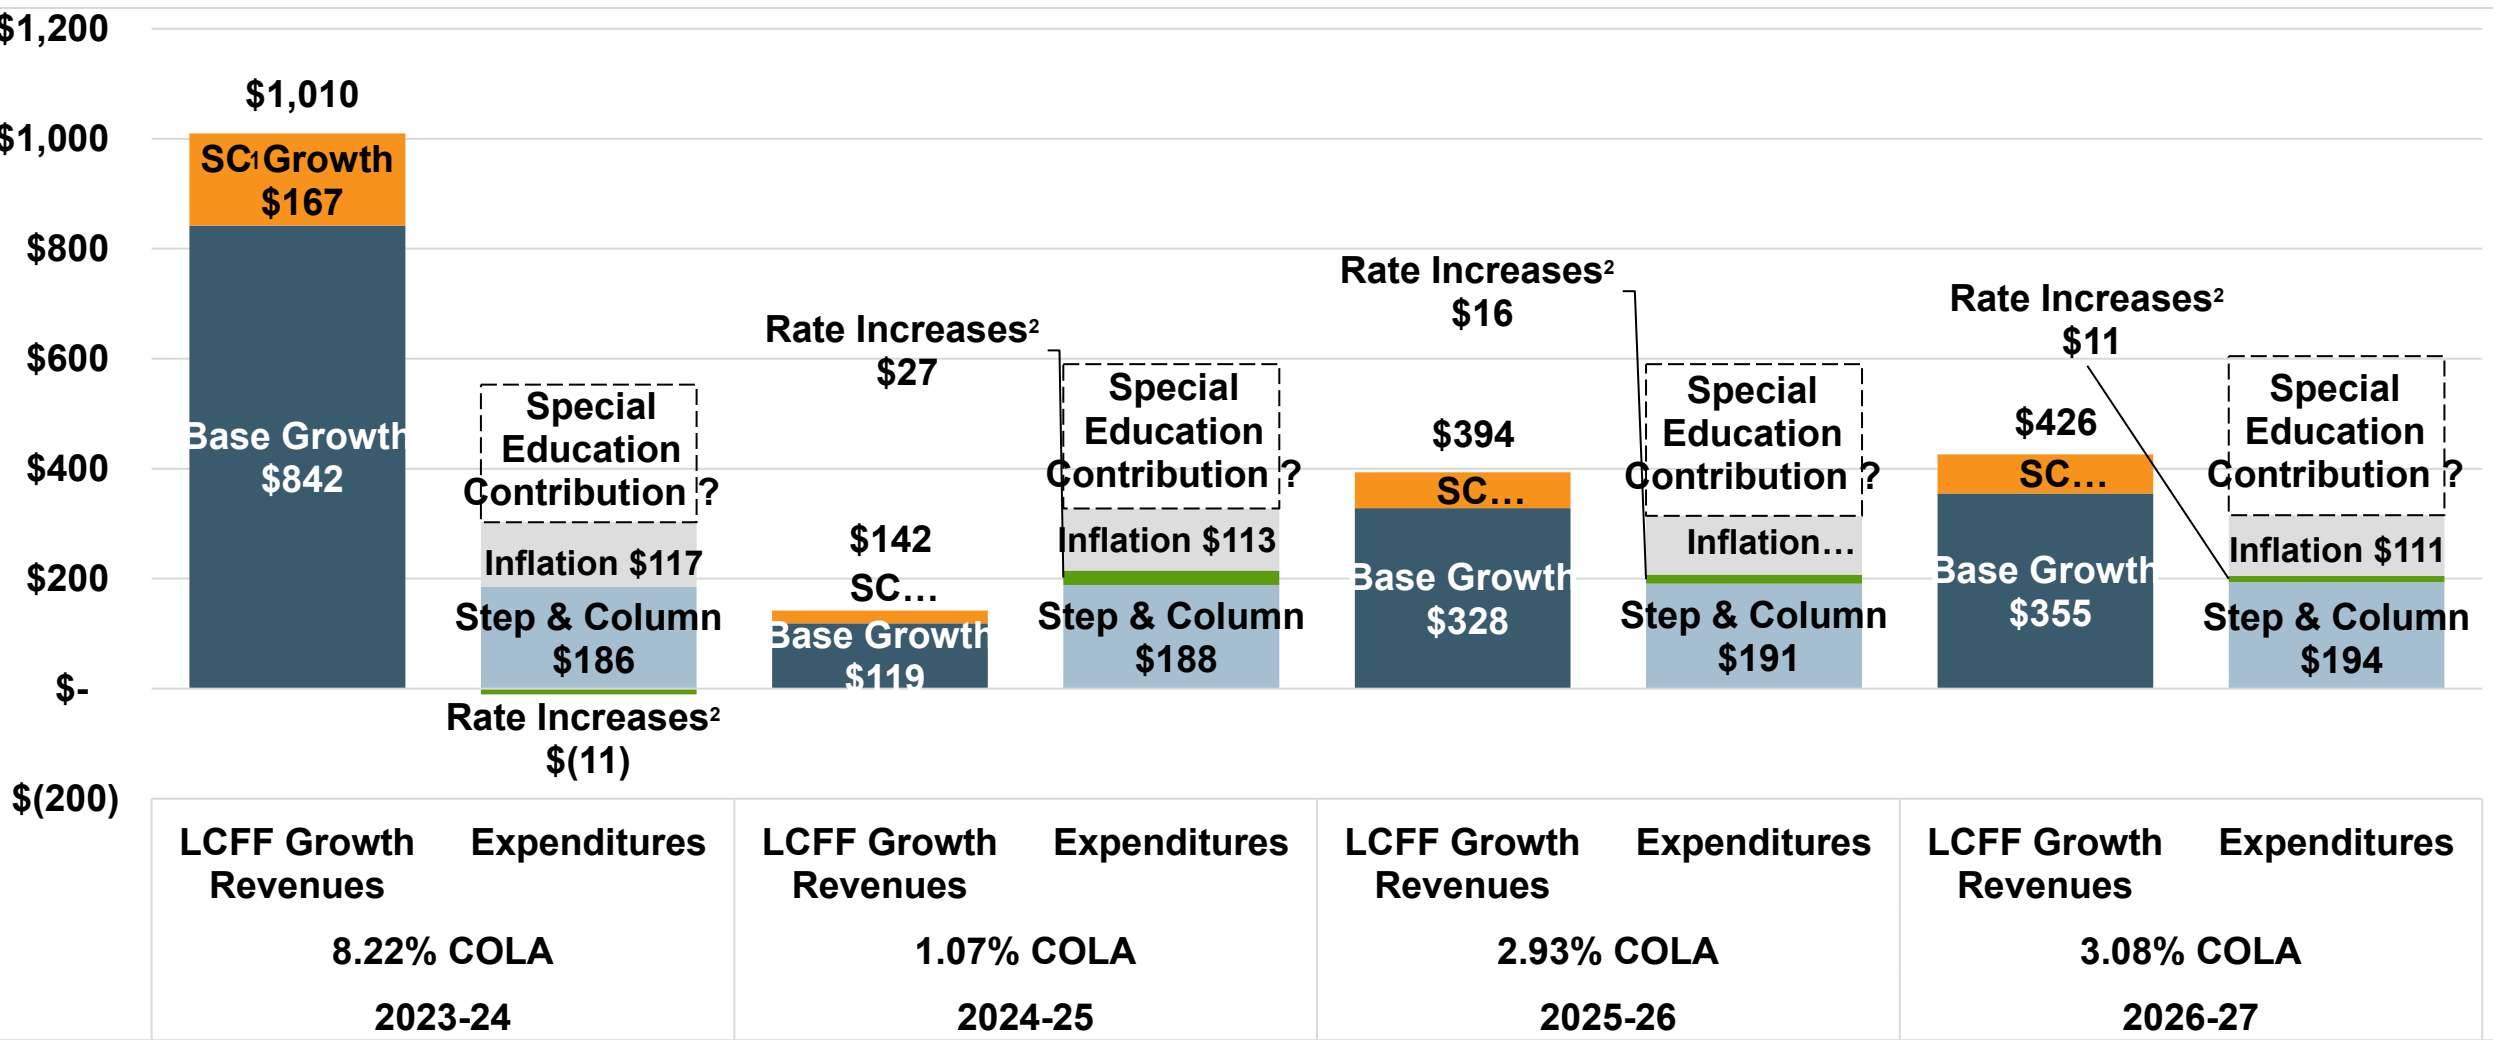 $1,200
$1,000
$800
$600
$400
$200
$-
$(200)
$1,010
SC1 Growth
$167
Base Growth
$842
Special
Education
Contribution ?
Inflation $117
Step & Column
$186
Rate Increases2
$(11)
$142
SC…
Base Growth
$119
Rate Increases2
$27
Special
Education
Contribution ?
Inflation $113
Step & Column
$188
$394
SC…
Base Growth
$328
Rate Increases2
$16
Special
Education
Contribution ?
Inflation…
Step & Column
$191
$426
SC…
Base Growth
$355
Rate Increases2
$11
Special
Education
Contribution ?
Inflation $111
Step & Column
$194
LCFF Growth
Revenues
Expenditures
LCFF Growth
Revenues
Expenditures
LCFF Growth
Revenues
Expenditures
LCFF Growth
Revenues
Expenditures
8.22% COLA
1.07% COLA
2.93% COLA
3.08% COLA
2023-24
2024-25
2025-26
2026-27